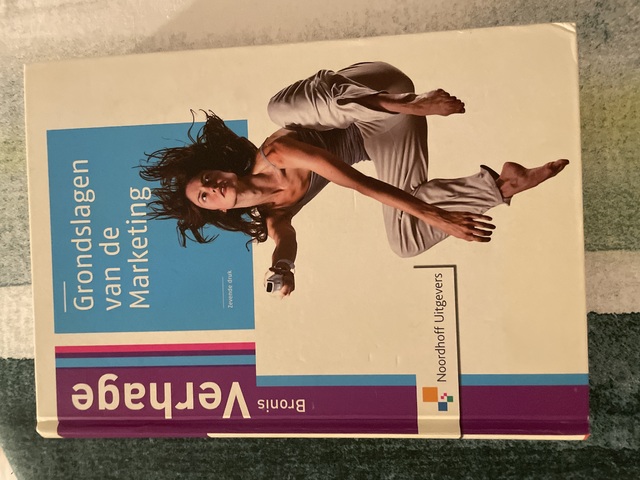 Grondslagen
van de
Marketing
Zevende druk
Bronis
Verhage
Noordhoff Uitgevers